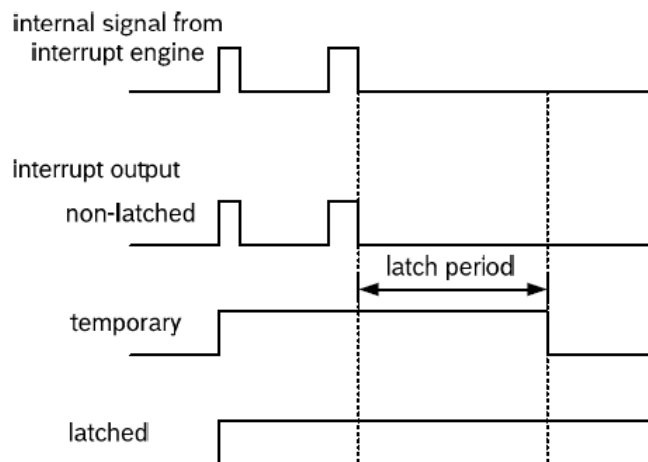 internal signal from
interrupt engine
interrupt output
non-latched
latch period
temporary
latched